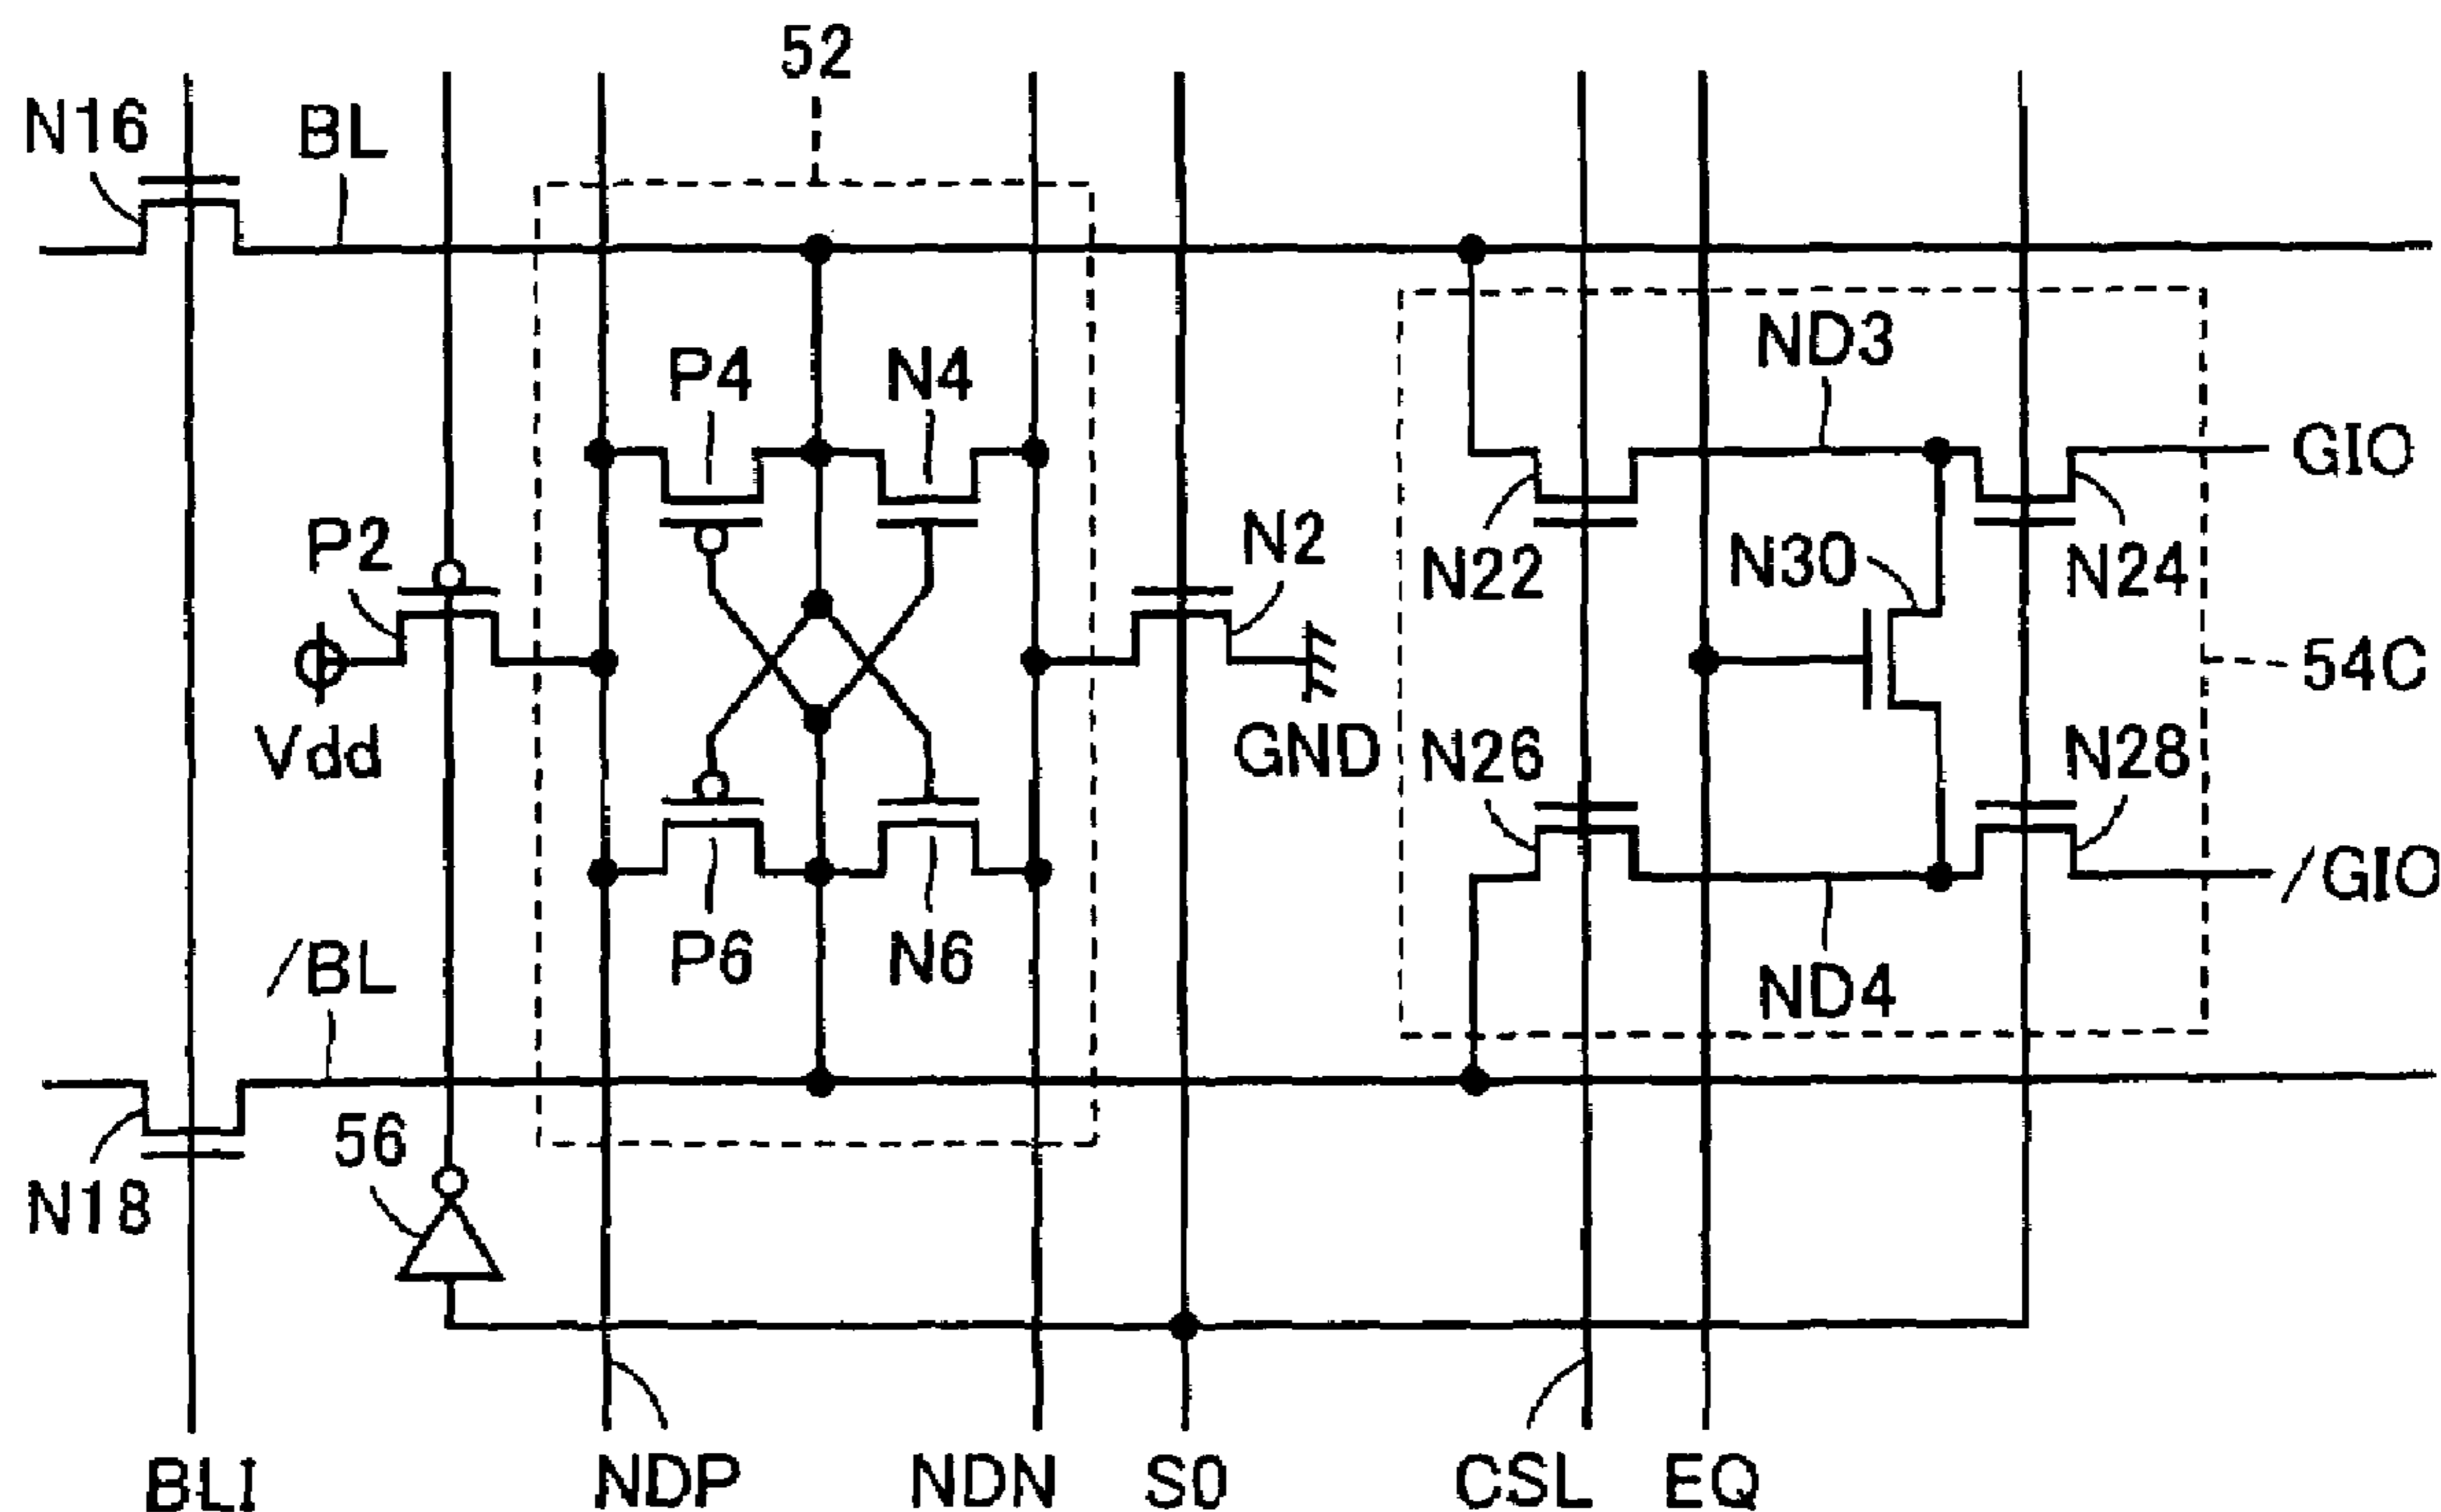 52
N16
BL
ND3
P4
N4
GIO
P2
N2
N30
N22
N24
54C
Vdd
GND
N26
N28
/GIO
P6
N6
/BL
ND4
56
N18
BLI
NDP
NDN
S0
CSL
EQ